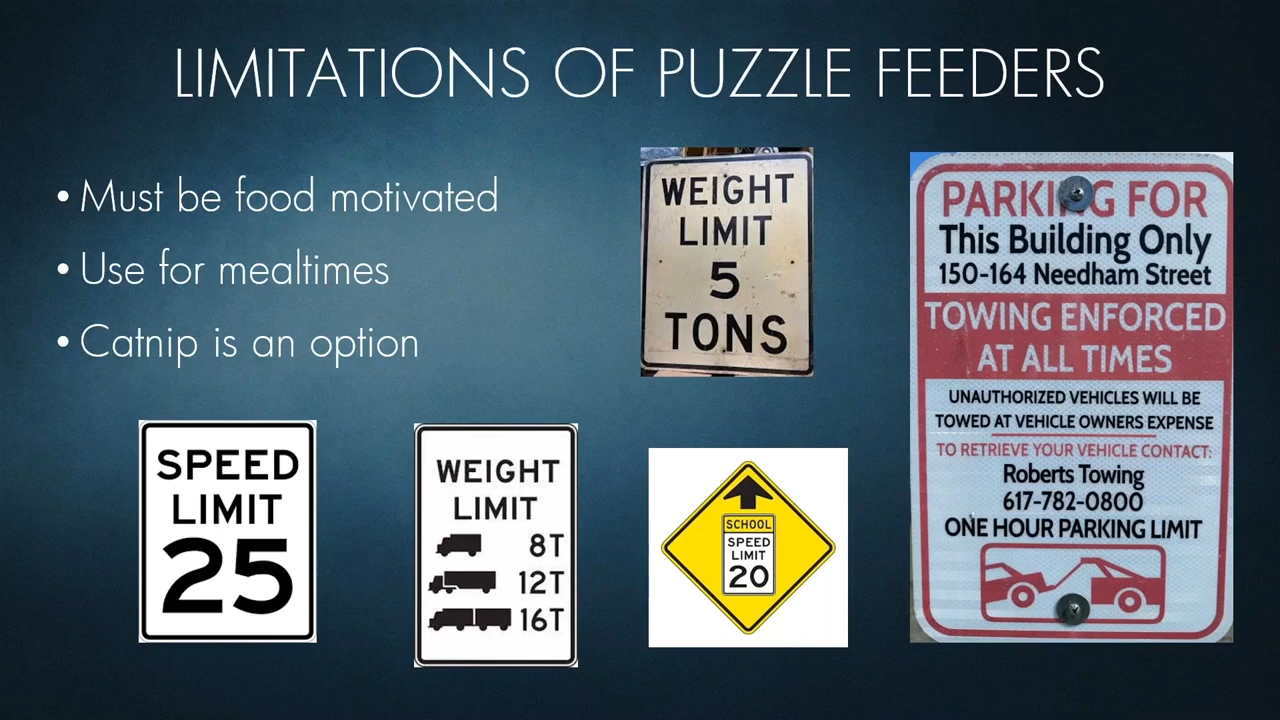 LIMITATIONS OF PUZZLE FEEDERS
• Must be food motivated
• Use for mealtimes
• Catnip is an option
WEIGHT
LIMIT
5
TONS
PARKING FOR
This Building Only
150-164 Needham Street
TOWING ENFORCED
AT ALL TIMES
UNAUTHORIZED VEHICLES WILL BE
TOWED AT VEHICLE OWNERS EXPENSE
TO RETRIEVE YOUR VEHICLE CONTACT:
Roberts Towing
617-782-0800
ONE HOUR PARKING LIMIT
SPEED
LIMIT
25
WEIGHT
LIMIT
8T
12T
16T
SCHOOL
SPEED
LIMIT
20